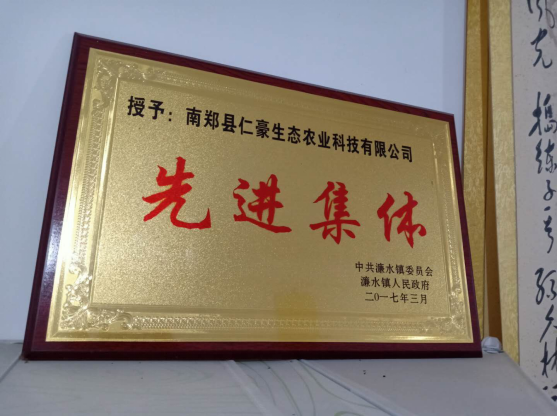 授予：南郑县仁豪生态农业科技有限公司
先进集体
中共濂水镇委员会
濂水镇人民政府
二〇一七年三月